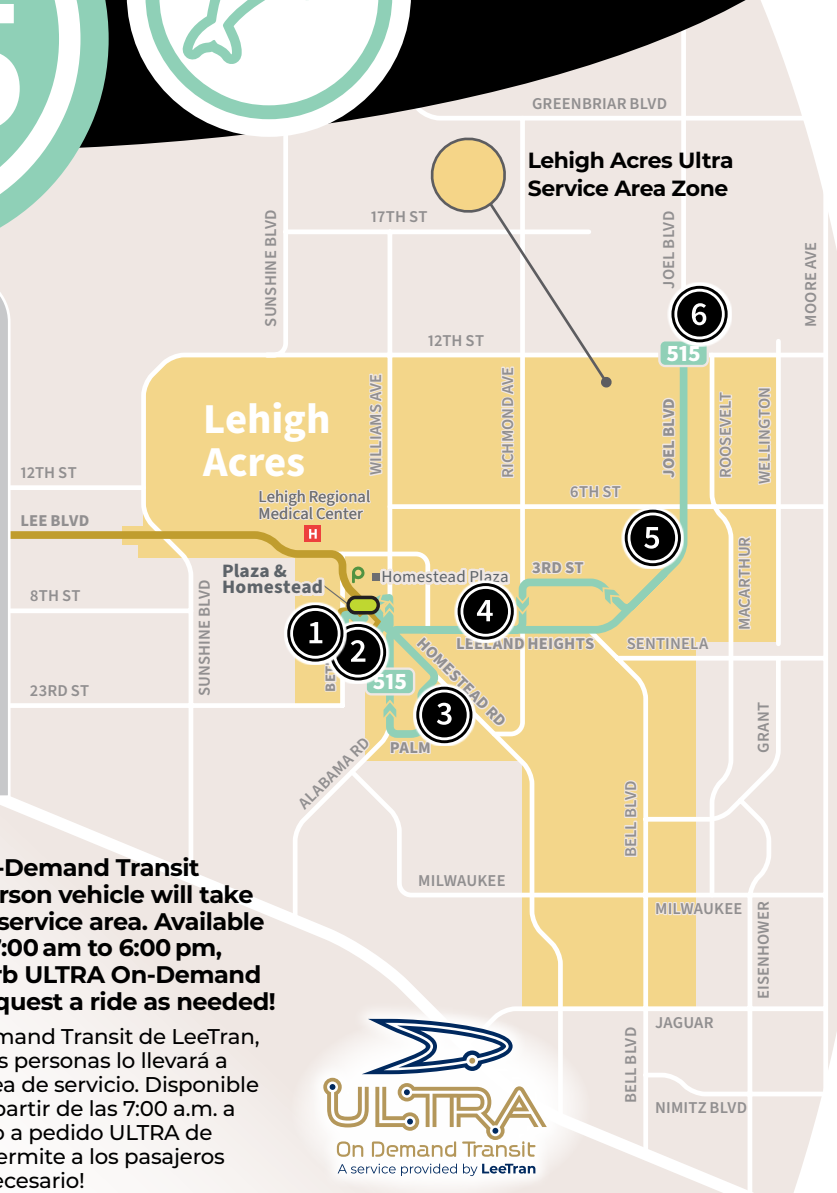 GREENBRIAR BLVD
Lehigh Acres Ultra
Service Area Zone
17TH ST
SUNSHINE BLVD
JOEL BLVD
MOORE AVE
6
12TH ST
515
Lehigh
Acres
WILLIAMS AVE
RICHMOND AVE
JOEL BLVD
ROOSEVELT
WELLINGTON
12TH ST
6TH ST
Lehigh Regional
Medical Center
LEE BLVD
H
5
Plaza &
Homestead
Homestead Plaza
3RD ST
MACARTHUR
8TH ST
SUNSHINE BLVD
1
2
4
LEELAND HEIGHTS
SENTINELA
515
HOMESTEAD RD
23RD ST
3
GRANT
PALM
ALABAMA RD
BELL BLVD
MILWAUKEE
MILWAUKEE
EISENHOWER
JAGUAR
BELL BLVD
NIMITZ BLVD
-Demand Transit
rson vehicle will take
service area. Available
7:00 am to 6:00 pm,
rb ULTRA On-Demand
quest a ride as needed!
mand Transit de LeeTran,
s personas lo llevará a
ea de servicio. Disponible
partir de las 7:00 a.m. a
o a pedido ULTRA de
ermite a los pasajeros
ecesario!
ULTRA
On Demand Transit
A service provided by LeeTran